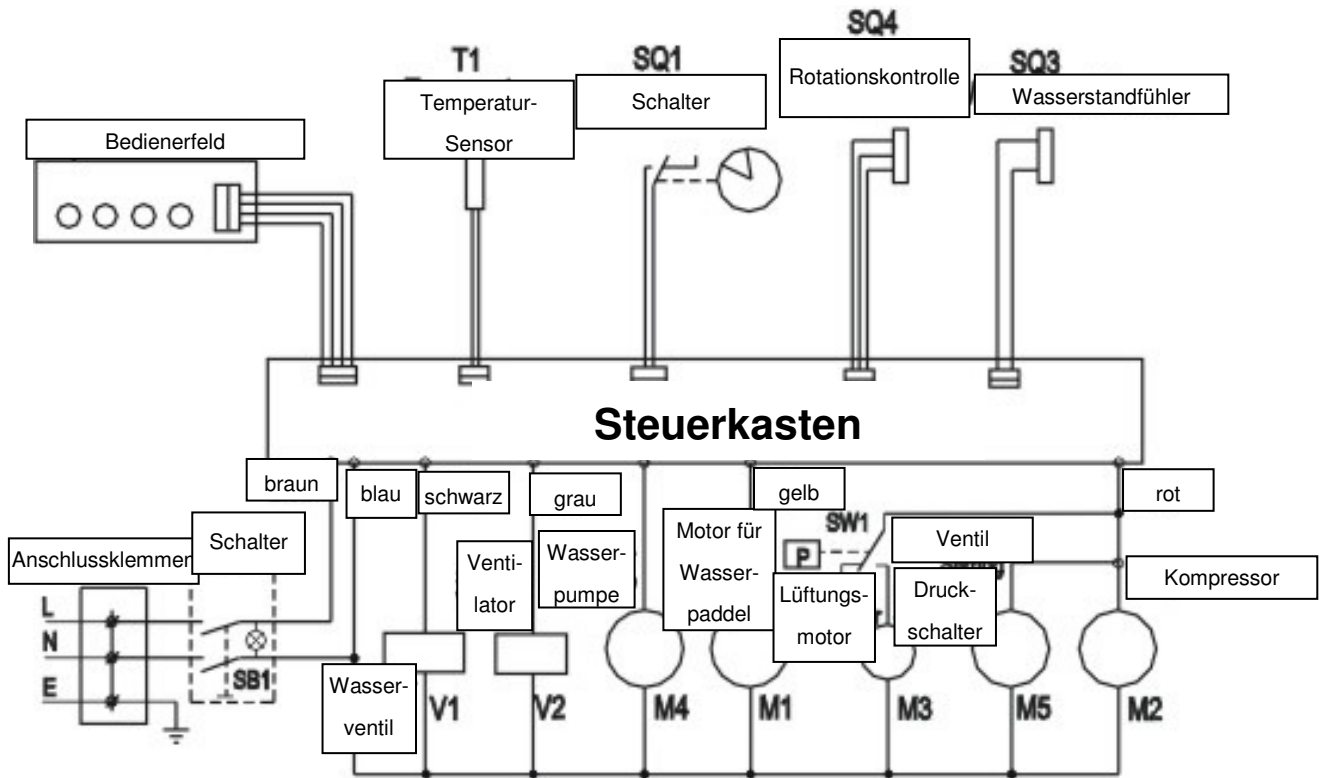 SQ4
T1
SQ1
SQ3
Rotationskontrolle
Temperatur-
Sensor
Schalter
Wasserstandfühler
Bedienerfeld
Steuerkasten
braun
blau
schwarz
grau
gelb
rot
Anschlussklemmen
Schalter
Venti-
lator
Wasser-
pumpe
Motor für
Wasser-
paddel
SW1
P
Ventil
Lüftungs-
motor
Druck-
schalter
Kompressor
L
N
E
SB1
Wasser-
ventil
V1
V2
M4
M1
M3
M5
M2